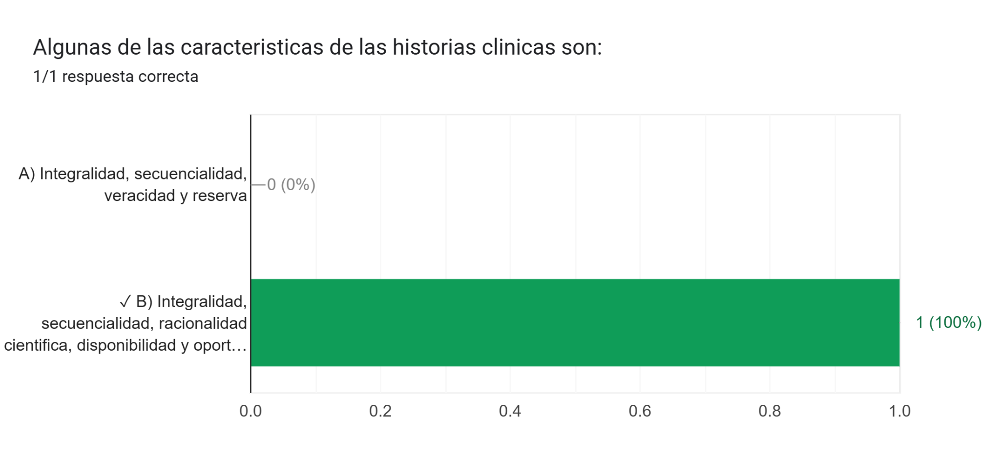 Algunas de las caracteristicas de las historias clinicas son:
1/1 respuesta correcta
A) Integralidad, secuencialidad,
veracidad y reserva
0 (0%)
✓ B) Integralidad,
secuencialidad, racionalidad
cientifica, disponibilidad y oport…
1 (100%)
0.0 0.2 0.4 0.6 0.8 1.0